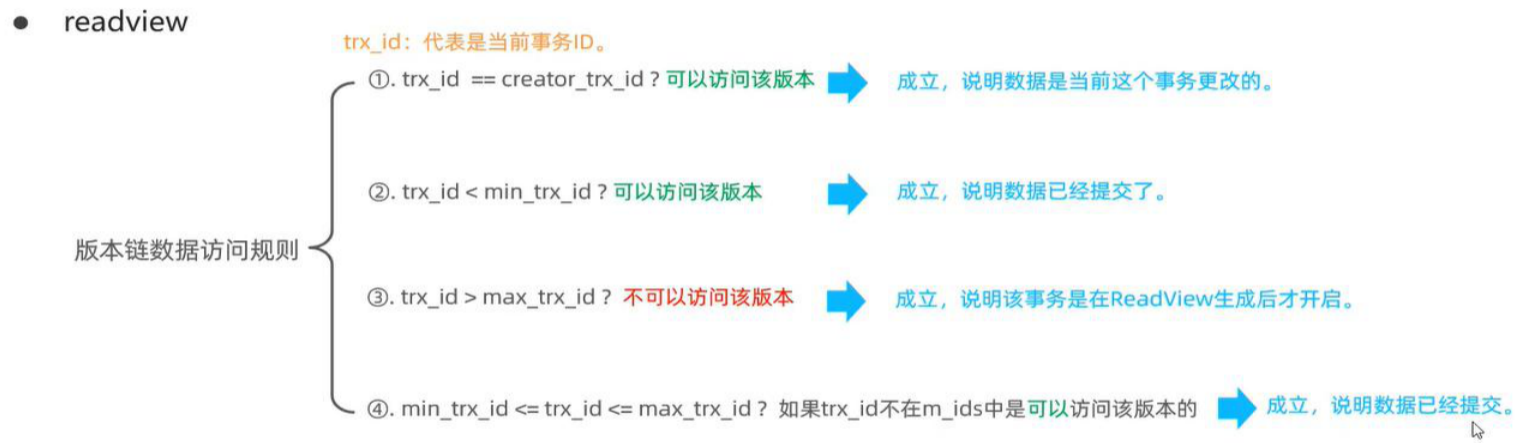 ● readview
trx_id：代表是当前事务ID。
①. trx_id == creator_trx_id ? 可以访问该版本 成立，说明数据是当前这个事务更改的。
②. trx_id < min_trx_id ? 可以访问该版本 成立，说明数据已经提交了。
版本链数据访问规则
③. trx_id > max_trx_id ? 不可以访问该版本 成立，说明该事务是在ReadView生成后才开启。
④. min_trx_id <= trx_id <= max_trx_id ? 如果trx_id不在m_ids中是可以访问该版本的 成立，说明数据已经提交。